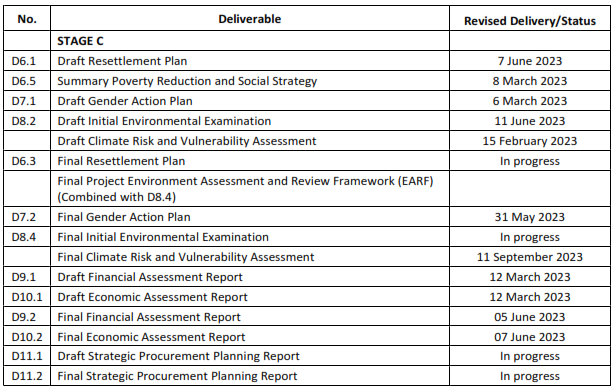 No. Deliverable Revised Delivery/Status
STAGE C
D6.1 Draft Resettlement Plan 7 June 2023
D6.5 Summary Poverty Reduction and Social Strategy 8 March 2023
D7.1 Draft Gender Action Plan 6 March 2023
D8.2 Draft Initial Environmental Examination 11 June 2023
Draft Climate Risk and Vulnerability Assessment 15 February 2023
D6.3 Final Resettlement Plan In progress
Final Project Environment Assessment and Review Framework (EARF)
(Combined with D8.4)
D7.2 Final Gender Action Plan 31 May 2023
D8.4 Final Initial Environmental Examination In progress
Final Climate Risk and Vulnerability Assessment 11 September 2023
D9.1 Draft Financial Assessment Report 12 March 2023
D10.1 Draft Economic Assessment Report 12 March 2023
D9.2 Final Financial Assessment Report 05 June 2023
D10.2 Final Economic Assessment Report 07 June 2023
D11.1 Draft Strategic Procurement Planning Report In progress
D11.2 Final Strategic Procurement Planning Report In progress